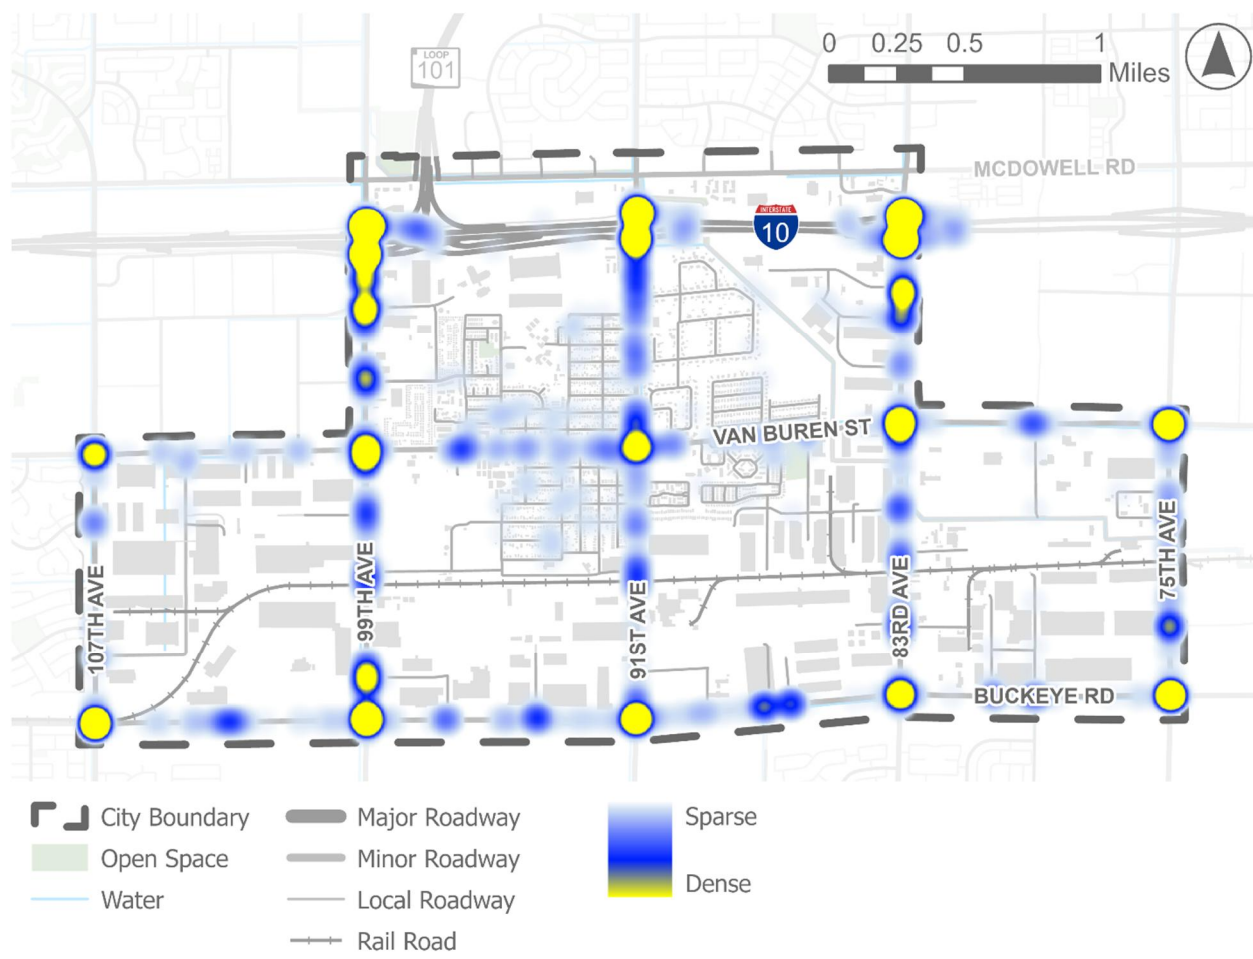 0 0.25 0.5 1
Miles
LOOP
101
MCDOWELL RD
INTERSTATE
10
VAN BUREN ST
107TH AVE
99TH AVE
91ST AVE
83RD AVE
75TH AVE
BUCKEYE RD
City Boundary
Open Space
Water
Major Roadway
Minor Roadway
Local Roadway
Rail Road
Sparse
Dense